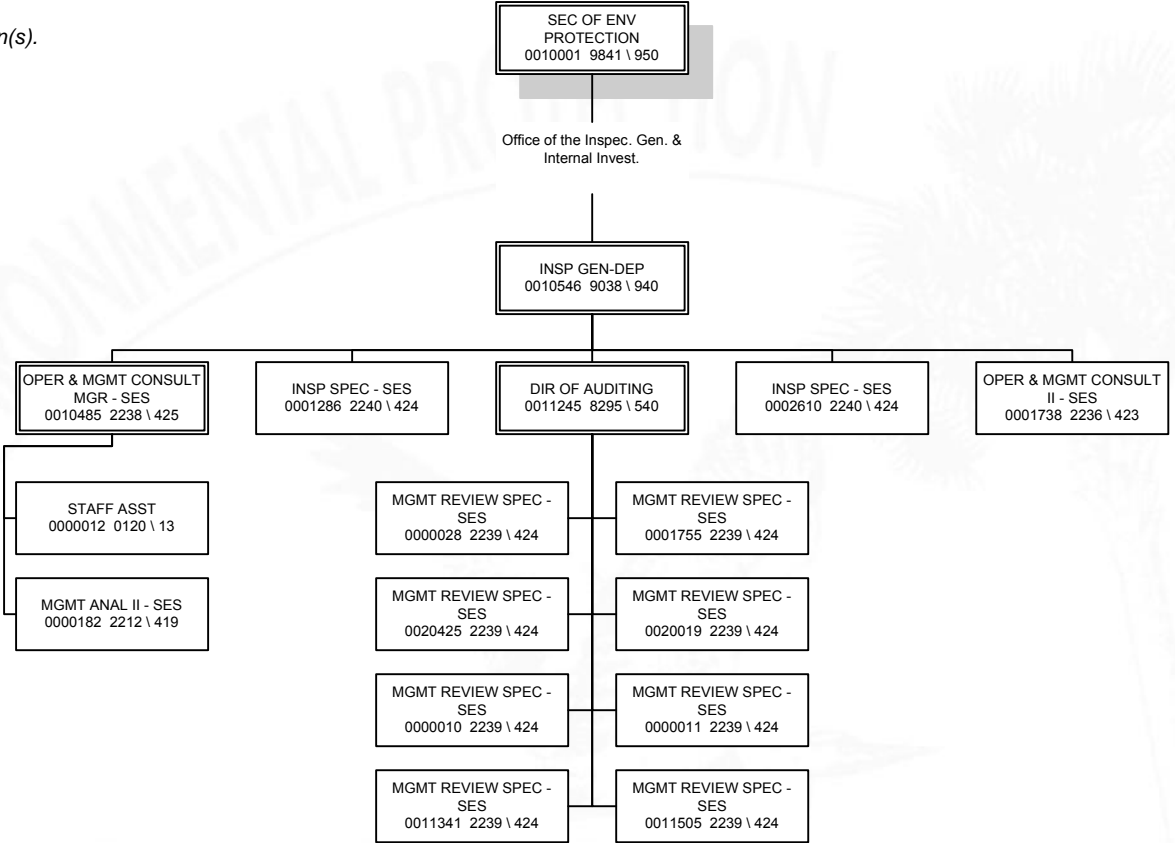 n(s).
SEC OF ENV
PROTECTION
0010001 9841 \ 950
Office of the Inspec. Gen. &
Internal Invest.
INSP GEN-DEP
0010546 9038 \ 940
OPER & MGMT CONSULT
MGR - SES
0010485 2238 \ 425
INSP SPEC - SES
0001286 2240 \ 424
DIR OF AUDITING
0011245 8295 \ 540
INSP SPEC - SES
0002610 2240 \ 424
OPER & MGMT CONSULT
II - SES
0001738 2236 \ 423
STAFF ASST
0000012 0120 \ 13
MGMT ANAL II - SES
0000182 2212 \ 419
MGMT REVIEW SPEC -
SES
0000028 2239 \ 424
MGMT REVIEW SPEC -
SES
0001755 2239 \ 424
MGMT REVIEW SPEC -
SES
0020425 2239 \ 424
MGMT REVIEW SPEC -
SES
0020019 2239 \ 424
MGMT REVIEW SPEC -
SES
0000010 2239 \ 424
MGMT REVIEW SPEC -
SES
0000011 2239 \ 424
MGMT REVIEW SPEC -
SES
0011341 2239 \ 424
MGMT REVIEW SPEC -
SES
0011505 2239 \ 424